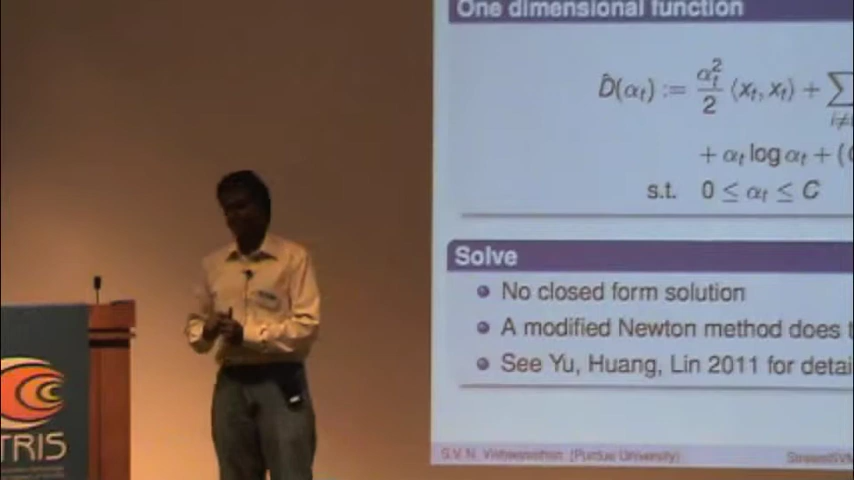 One dimensional function
D̂(αₜ) := αₜ²/2 ⟨xₜ, xₜ⟩ + ∑ i≠
+ αₜ log αₜ + (
s.t. 0 ≤ αₜ ≤ C
Solve
No closed form solution
A modified Newton method does t
See Yu, Huang, Lin 2011 for detai
S.V.N. Vishwanathan (Purdue University)
StreamSVM
TRIS